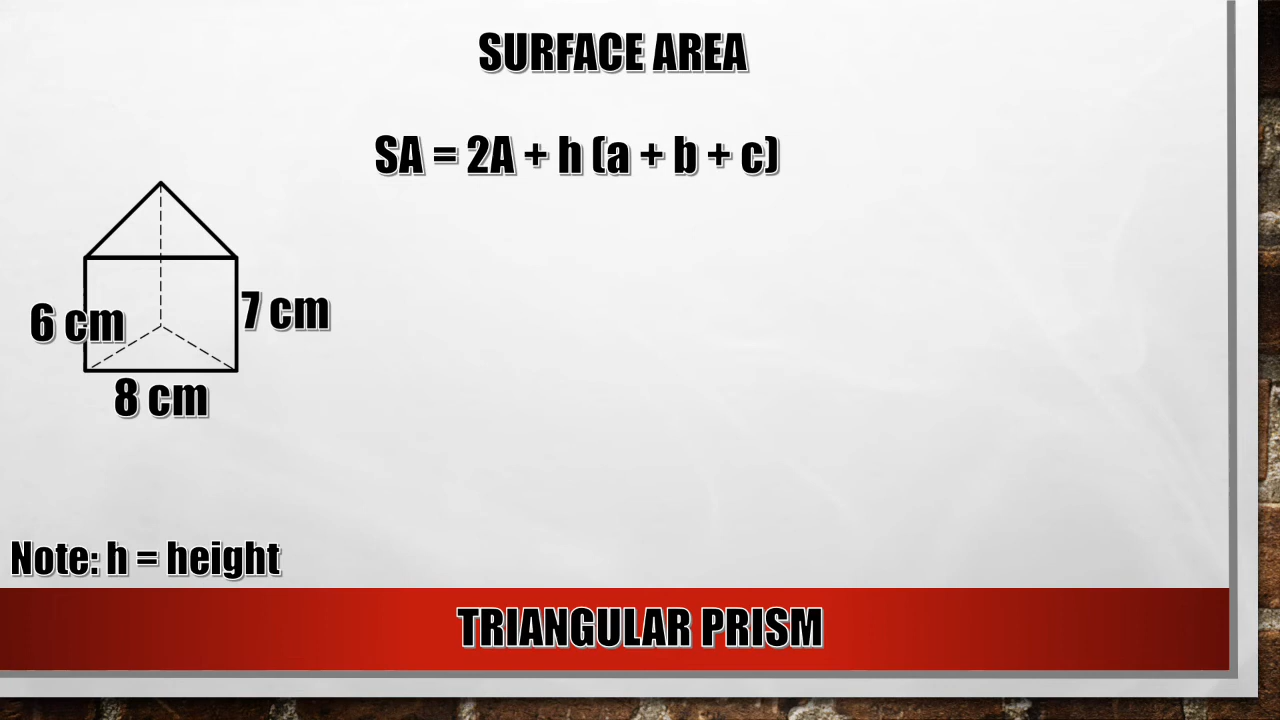 SURFACE AREA
SA = 2A + h (a + b + c)
6 cm
7 cm
8 cm
Note: h = height
TRIANGULAR PRISM